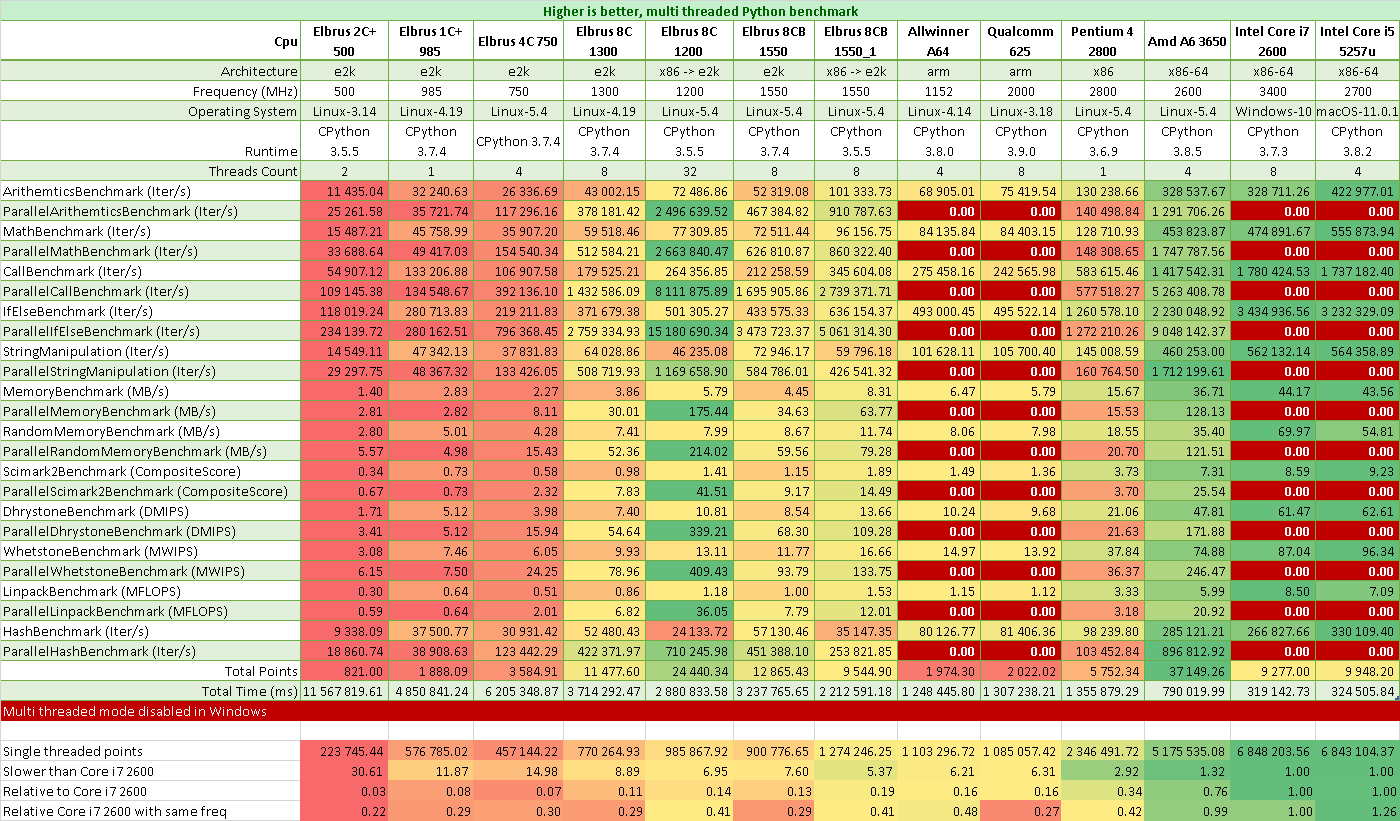 Higher is better, multi threaded Python benchmark
Cpu Elbrus 2C+ 500 Elbrus 1C+ 985 Elbrus 4C 750 Elbrus 8C 1300 Elbrus 8C 1200 Elbrus 8CB 1550 Elbrus 8CB 1550_1 Allwinner A64 Qualcomm 625 Pentium 4 2800 Amd A6 3650 Intel Core i7 2600 Intel Core i5 5257u
Architecture e2k e2k e2k e2k x86 -> e2k e2k x86 -> e2k arm arm x86 x86-64 x86-64 x86-64
Frequency (MHz) 500 985 750 1300 1200 1550 1550 1152 2000 2800 2600 3400 2700
Operating System Linux-3.14 Linux-4.19 Linux-5.4 Linux-4.19 Linux-5.4 Linux-5.4 Linux-5.4 Linux-4.14 Linux-3.18 Linux-5.4 Linux-5.4 Windows-10 macOS-11.0.1
Runtime CPython 3.5.5 CPython 3.7.4 CPython 3.7.4 CPython 3.7.4 CPython 3.5.5 CPython 3.7.4 CPython 3.5.5 CPython 3.8.0 CPython 3.9.0 CPython 3.6.9 CPython 3.8.5 CPython 3.7.3 CPython 3.8.2
Threads Count 2 1 4 8 32 8 8 4 8 1 4 8 4
ArithemticsBenchmark (Iter/s) 11 435.04 32 240.63 26 336.69 43 002.15 72 486.86 52 319.08 101 333.73 68 905.01 75 419.54 130 238.66 328 537.67 328 711.26 422 977.01
ParallelArithemticsBenchmark (Iter/s) 25 261.58 35 721.74 117 296.16 378 181.42 2 496 639.52 467 384.82 910 787.63 0.00 0.00 140 498.84 1 291 706.26 0.00 0.00
MathBenchmark (Iter/s) 15 487.21 45 758.99 35 907.20 59 518.46 77 309.85 72 511.44 96 156.75 84 135.84 84 403.15 128 710.93 453 823.87 474 891.67 555 873.94
ParallelMathBenchmark (Iter/s) 33 688.64 49 417.03 154 540.34 512 584.21 2 663 840.47 626 810.87 860 322.40 0.00 0.00 148 308.65 1 747 787.56 0.00 0.00
CallBenchmark (Iter/s) 54 907.12 133 206.88 106 907.58 179 525.21 264 356.85 212 258.59 345 604.08 275 458.16 242 565.98 583 615.46 1 417 542.31 1 780 424.53 1 737 182.40
ParallelCallBenchmark (Iter/s) 109 145.38 134 548.67 392 136.10 1 432 586.09 8 111 875.89 1 695 905.86 2 739 371.71 0.00 0.00 577 518.27 5 263 408.78 0.00 0.00
IfElseBenchmark (Iter/s) 118 019.24 280 713.83 219 211.83 371 679.38 501 305.27 433 575.33 636 154.37 493 000.45 495 522.14 1 260 578.10 2 230 048.92 3 434 936.56 3 232 329.09
ParallelIfElseBenchmark (Iter/s) 234 139.72 280 162.51 796 368.45 2 759 334.93 15 180 690.34 3 473 723.37 5 061 314.30 0.00 0.00 1 272 210.26 9 048 142.37 0.00 0.00
StringManipulation (Iter/s) 14 549.11 47 342.13 37 831.83 64 028.86 46 235.08 72 946.17 59 796.18 101 628.11 105 700.40 145 008.59 460 253.00 562 132.14 564 358.89
ParallelStringManipulation (Iter/s) 29 297.75 48 367.32 133 426.05 508 719.93 1 169 658.90 584 786.01 426 541.32 0.00 0.00 160 764.50 1 712 199.61 0.00 0.00
MemoryBenchmark (MB/s) 1.40 2.83 2.27 3.86 5.79 4.45 8.31 6.47 5.79 15.67 36.71 44.17 43.56
ParallelMemoryBenchmark (MB/s) 2.81 2.82 8.11 30.01 175.44 34.63 63.77 0.00 0.00 15.53 128.13 0.00 0.00
RandomMemoryBenchmark (MB/s) 2.80 5.01 4.28 7.41 7.99 8.67 11.74 8.06 7.98 18.55 35.40 69.97 54.81
ParallelRandomMemoryBenchmark (MB/s) 5.57 4.98 15.43 52.36 214.02 59.56 79.28 0.00 0.00 20.70 121.51 0.00 0.00
Scimark2Benchmark (CompositeScore) 0.34 0.73 0.58 0.98 1.41 1.15 1.89 1.49 1.36 3.73 7.31 8.59 9.23
ParallelScimark2Benchmark (CompositeScore) 0.67 0.73 2.32 7.83 41.51 9.17 14.49 0.00 0.00 3.70 25.54 0.00 0.00
DhrystoneBenchmark (DMIPS) 1.71 5.12 3.98 7.40 10.81 8.54 13.66 10.24 9.68 21.06 47.81 61.47 62.61
ParallelDhrystoneBenchmark (DMIPS) 3.41 5.12 15.94 54.64 339.21 68.30 109.28 0.00 0.00 21.63 171.88 0.00 0.00
WhetstoneBenchmark (MWIPS) 3.08 7.46 6.05 9.93 13.11 11.77 16.66 14.97 13.92 37.84 74.88 87.04 96.34
ParallelWhetstoneBenchmark (MWIPS) 6.15 7.50 24.25 78.96 409.43 93.79 133.75 0.00 0.00 36.37 246.47 0.00 0.00
LinpackBenchmark (MFLOPS) 0.30 0.64 0.51 0.86 1.18 1.00 1.53 1.15 1.12 3.33 5.99 8.50 7.09
ParallelLinpackBenchmark (MFLOPS) 0.59 0.64 2.01 6.82 36.05 7.79 12.01 0.00 0.00 3.18 20.92 0.00 0.00
HashBenchmark (Iter/s) 9 338.09 37 500.77 30 931.42 52 480.43 24 133.72 57 130.46 35 147.35 80 126.77 81 406.36 98 239.80 285 121.21 266 827.66 330 109.40
ParallelHashBenchmark (Iter/s) 18 860.74 38 908.63 123 442.29 422 371.97 710 245.98 451 388.10 253 821.85 0.00 0.00 103 452.84 896 812.92 0.00 0.00
Total Points 821.00 1 888.09 3 584.91 11 477.60 24 440.34 12 865.43 9 544.90 1 974.30 2 022.02 5 752.34 37 149.26 9 277.00 9 948.20
Total Time (ms) 11 567 819.61 4 850 841.24 6 205 348.87 3 714 292.47 2 880 833.58 3 237 765.65 2 212 591.18 1 248 445.80 1 307 238.21 1 355 879.29 790 019.99 319 142.73 324 505.84
Multi threaded mode disabled in Windows
Single threaded points 223 745.44 576 785.02 457 144.22 770 264.93 985 867.92 900 776.65 1 274 246.25 1 103 296.72 1 085 057.42 2 346 491.72 5 175 535.08 6 848 203.56 6 843 104.37
Slower than Core i7 2600 30.61 11.87 14.98 8.89 6.95 7.60 5.37 6.21 6.31 2.92 1.32 1.00 1.00
Relative to Core i7 2600 0.03 0.08 0.07 0.11 0.14 0.13 0.19 0.16 0.16 0.34 0.76 1.00 1.00
Relative Core i7 2600 with same freq 0.22 0.29 0.30 0.29 0.41 0.29 0.41 0.48 0.27 0.42 0.99 1.00 1.26